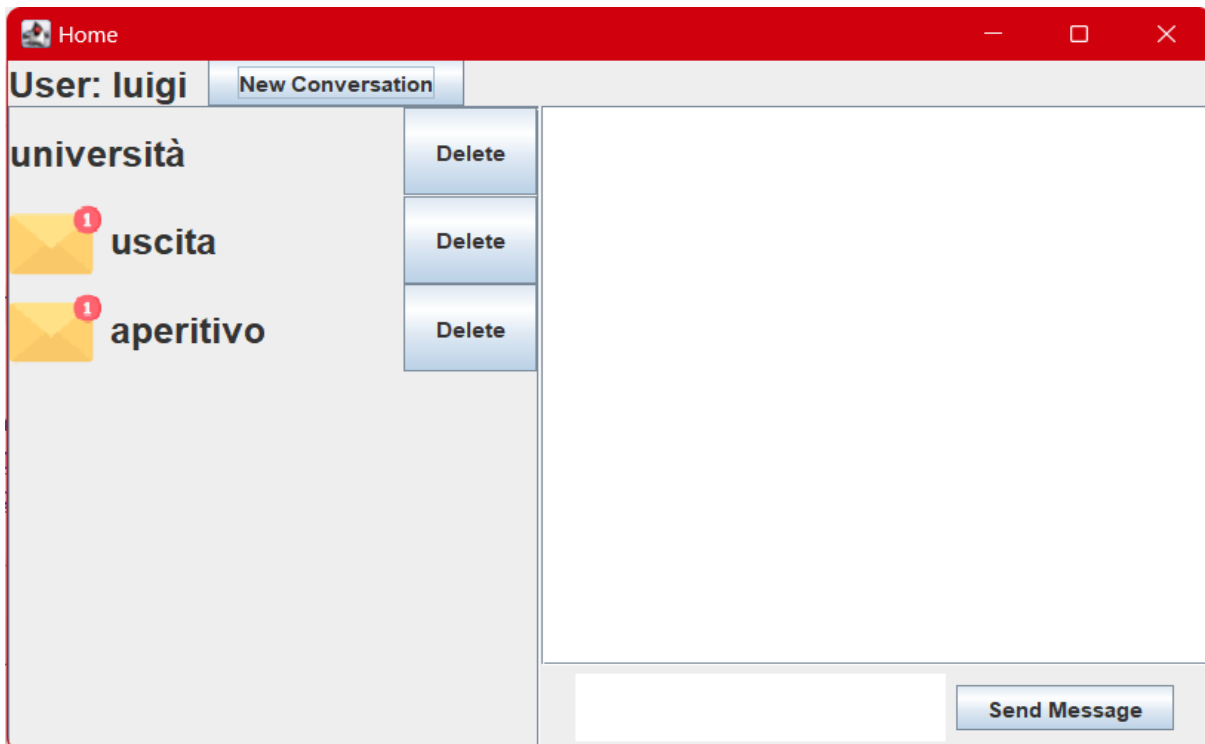 Home
User: luigi New Conversation
università Delete
1 uscita Delete
1 aperitivo Delete
Send Message